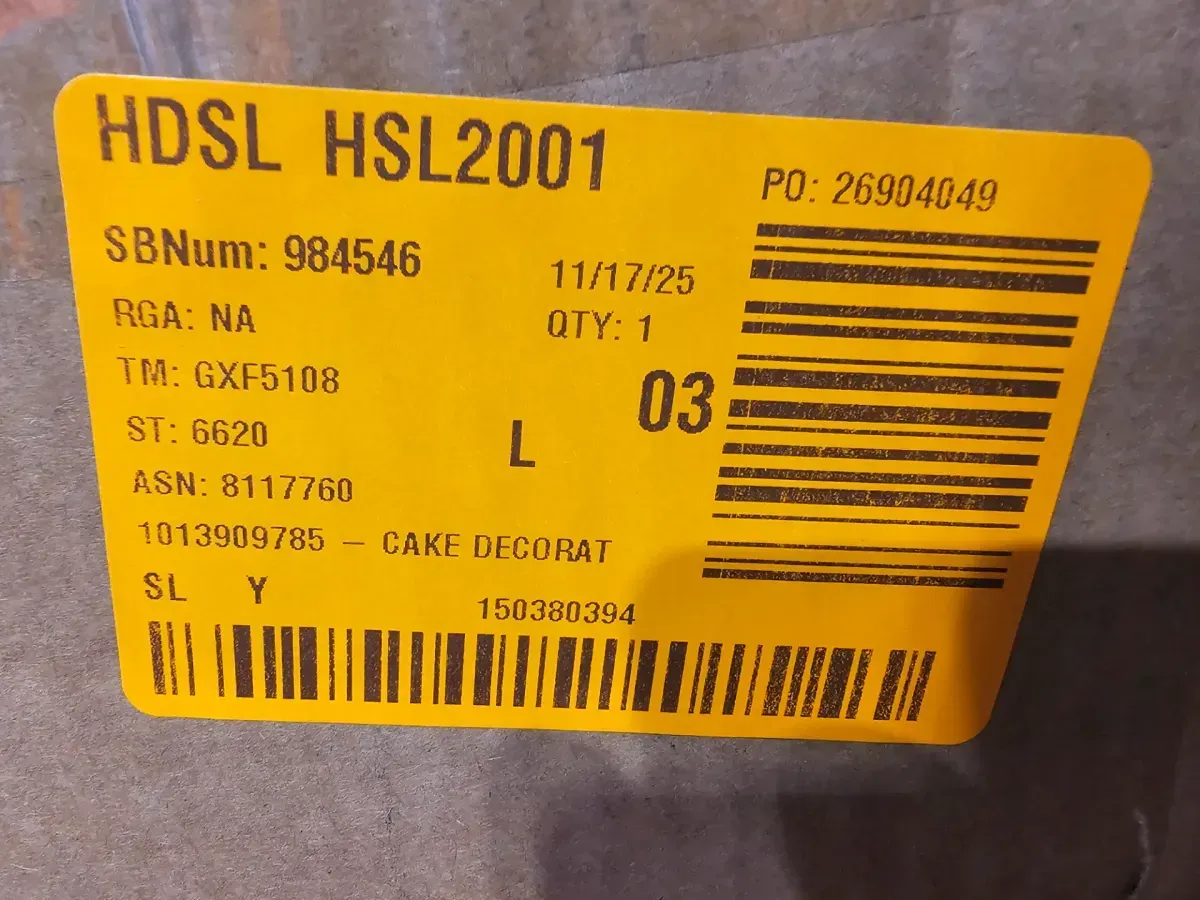 HDSL HSL2001
PO: 26904049
SBNum: 984546
11/17/25
RGA: NA
QTY: 1
TM: GXF5108
03
ST: 6620
L
ASN: 8117760
1013909785 – CAKE DECORAT
SL Y
150380394